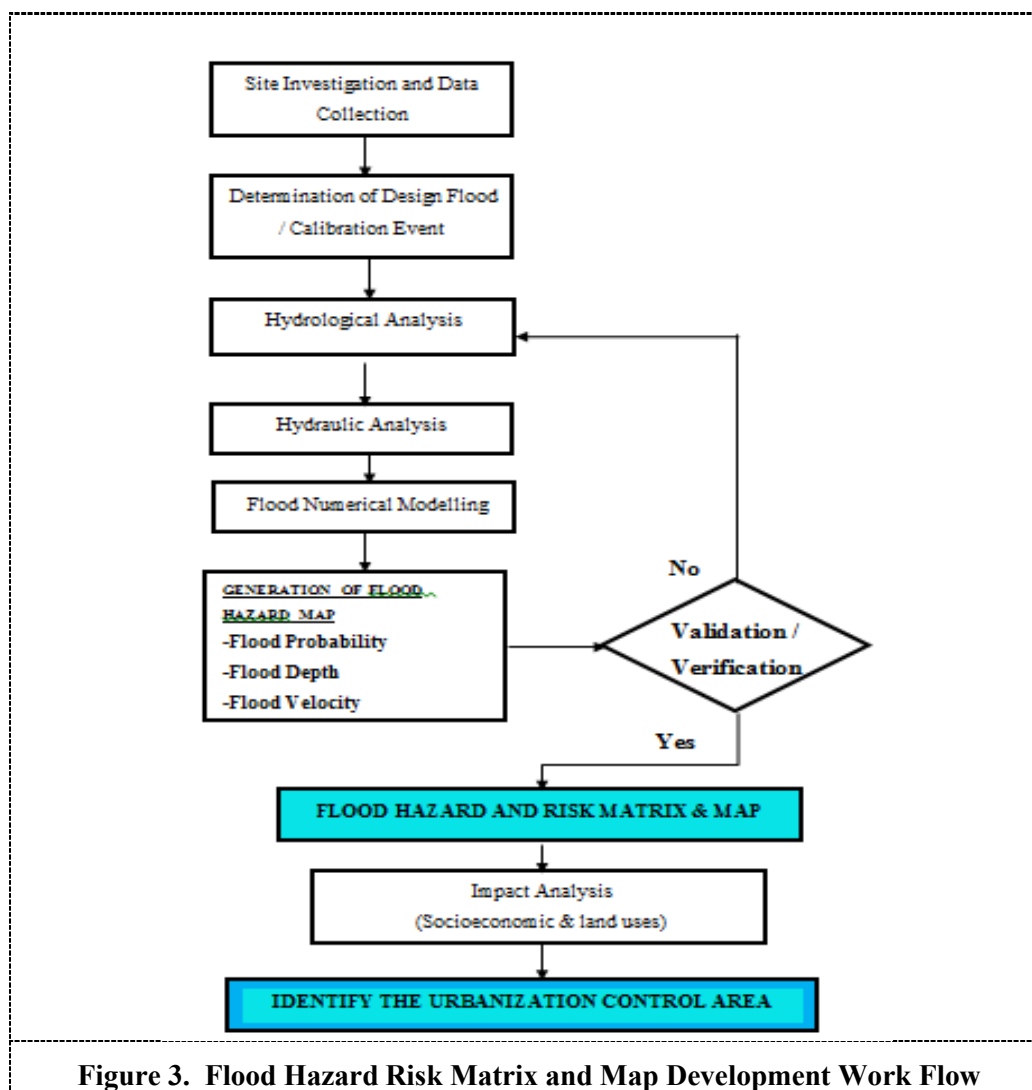 Site Investigation and Data
Collection
Determination of Design Flood
/ Calibration Event
Hydrological Analysis
Hydraulic Analysis
Flood Numerical Modelling
GENERATION OF FLOOD
HAZARD MAP
-Flood Probability
-Flood Depth
-Flood Velocity
No
Validation /
Verification
Yes
FLOOD HAZARD AND RISK MATRIX & MAP
Impact Analysis
(Socioeconomic & land uses)
IDENTIFY THE URBANIZATION CONTROL AREA
Figure 3. Flood Hazard Risk Matrix and Map Development Work Flow